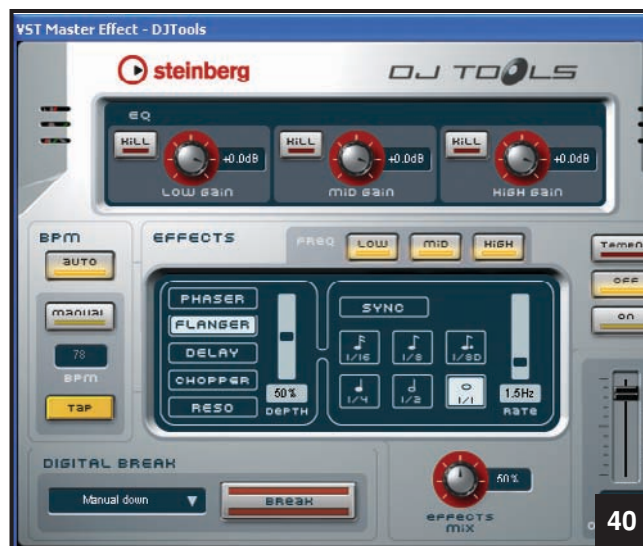 VST Master Effect - DJTools
steinberg
DJ TOOLS
EQ
KILL
+0.0dB
LOW GAIN
KILL
+0.0dB
MID GAIN
KILL
+0.0dB
HIGH GAIN
BPM
AUTO
MANUAL
78
BPM
TAP
EFFECTS
FREQ
LOW
MID
HIGH
PHASER
FLANGER
DELAY
CHOPPER
RESO
50%
DEPTH
SYNC
1/16
1/8
1/8D
1/4
1/2
1/1
1.5Hz
RATE
OFF
ON
DIGITAL BREAK
Manual down
BREAK
50%
EFFECTS
MIX
40